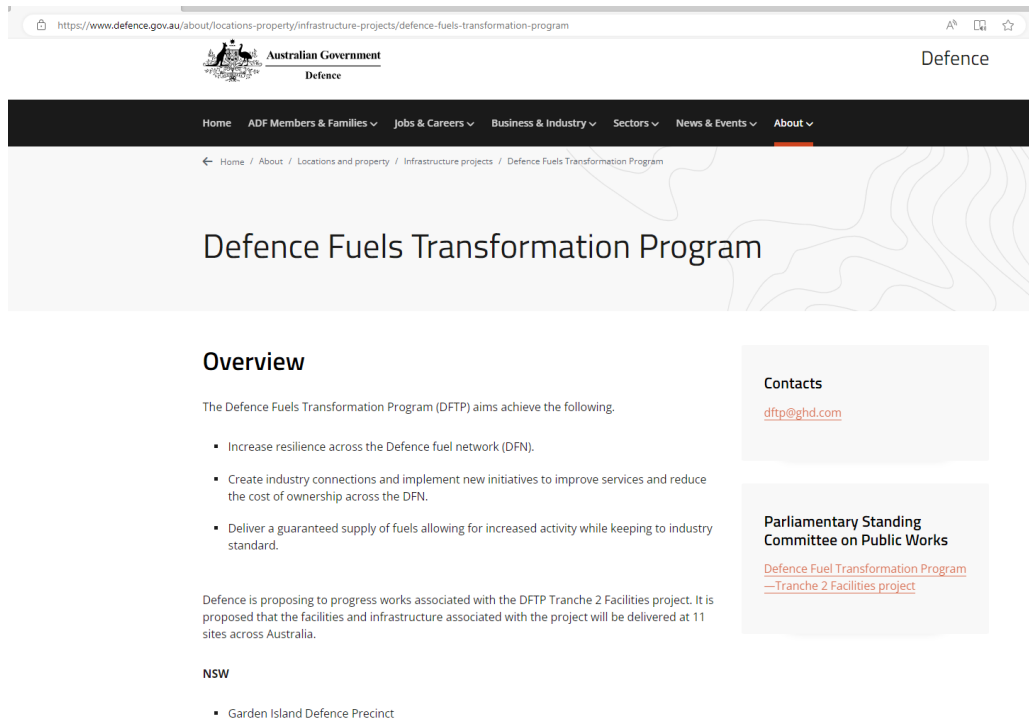 https://www.defence.gov.au/about/locations-property/infrastructure-projects/defence-fuels-transformation-program
Australian Government
Defence
Defence
Home ADF Members & Families Jobs & Careers Business & Industry Sectors News & Events About
Home / About / Locations and property / Infrastructure projects / Defence Fuels Transformation Program
Defence Fuels Transformation Program
Overview
The Defence Fuels Transformation Program (DFTP) aims achieve the following.
▪ Increase resilience across the Defence fuel network (DFN).
▪ Create industry connections and implement new initiatives to improve services and reduce
the cost of ownership across the DFN.
▪ Deliver a guaranteed supply of fuels allowing for increased activity while keeping to industry
standard.
Defence is proposing to progress works associated with the DFTP Tranche 2 Facilities project. It is
proposed that the facilities and infrastructure associated with the project will be delivered at 11
sites across Australia.
NSW
▪ Garden Island Defence Precinct
Contacts
dftp@ghd.com
Parliamentary Standing
Committee on Public Works
Defence Fuel Transformation Program
—Tranche 2 Facilities project